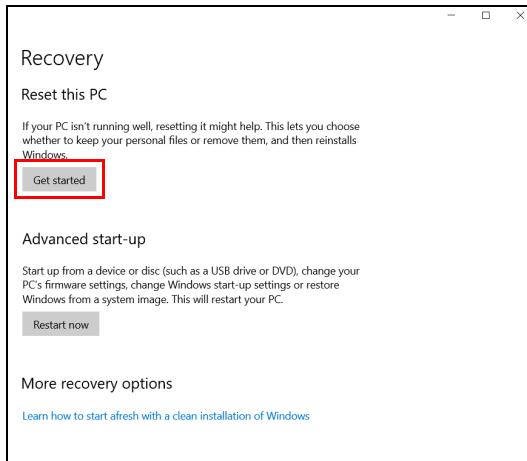 Recovery
Reset this PC
If your PC isn't running well, resetting it might help. This lets you choose
whether to keep your personal files or remove them, and then reinstalls
Windows.
Get started
Advanced start-up
Start up from a device or disc (such as a USB drive or DVD), change your
PC's firmware settings, change Windows start-up settings or restore
Windows from a system image. This will restart your PC.
Restart now
More recovery options
Learn how to start afresh with a clean installation of Windows